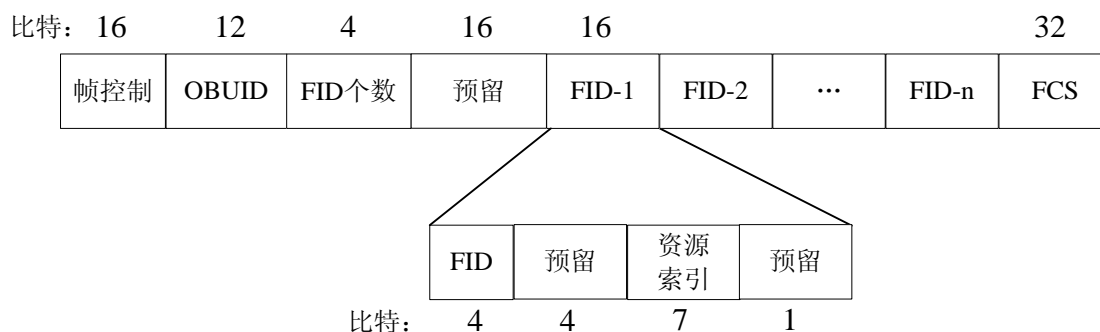 比特： 16 12 4 16 16 32
帧控制 OBUID FID个数 预留 FID-1 FID-2 … FID-n FCS
FID 预留 资源索引 预留
比特： 4 4 7 1